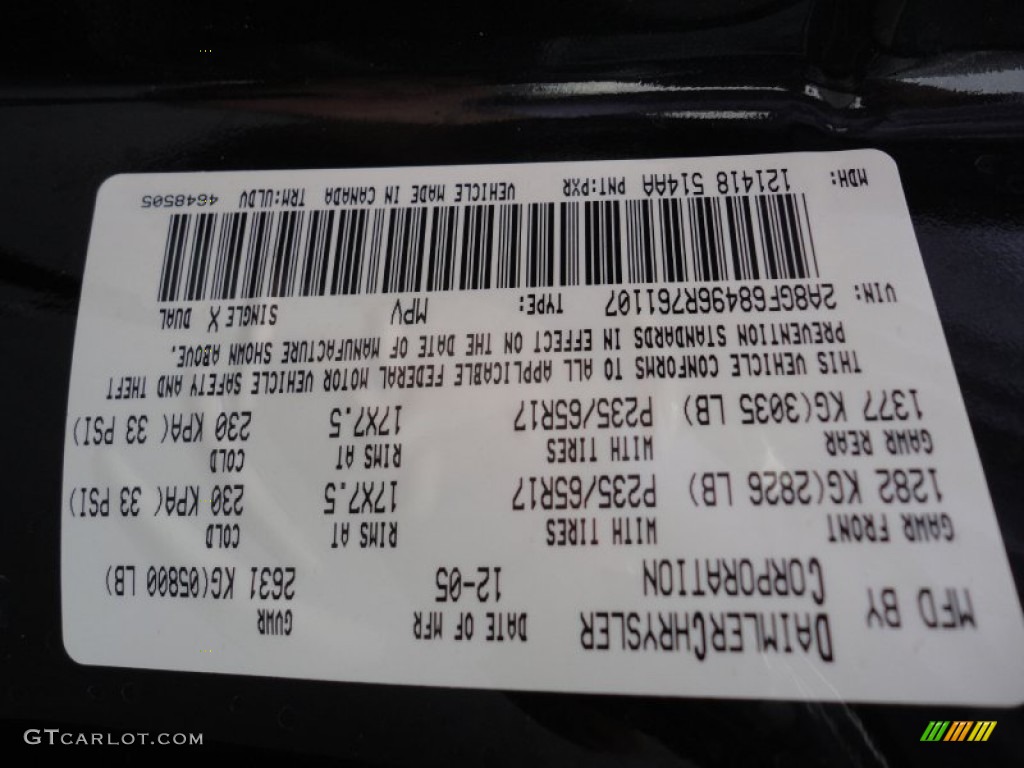 MFD BY DAIMLERCHRYSLER CORPORATION DATE OF MFR 12-05 GVWR 2631 KG(05800 LB)
GAWR FRONT WITH TIRES RIMS AT COLD
1282 KG(2826 LB) P235/65R17 17X7.5 230 KPA( 33 PSI)
GAWR REAR WITH TIRES RIMS AT COLD
1377 KG(3035 LB) P235/65R17 17X7.5 230 KPA( 33 PSI)
THIS VEHICLE CONFORMS TO ALL APPLICABLE FEDERAL MOTOR VEHICLE SAFETY AND THEFT
PREVENTION STANDARDS IN EFFECT ON THE DATE OF MANUFACTURE SHOWN ABOVE.
VIN: 2A8GF68496R761107 TYPE: MPV SINGLE X DUAL
MDH: 121418 514AA PNT:PXR VEHICLE MADE IN CANADA TRM:ULDV 4648505
GTCARLOT.COM